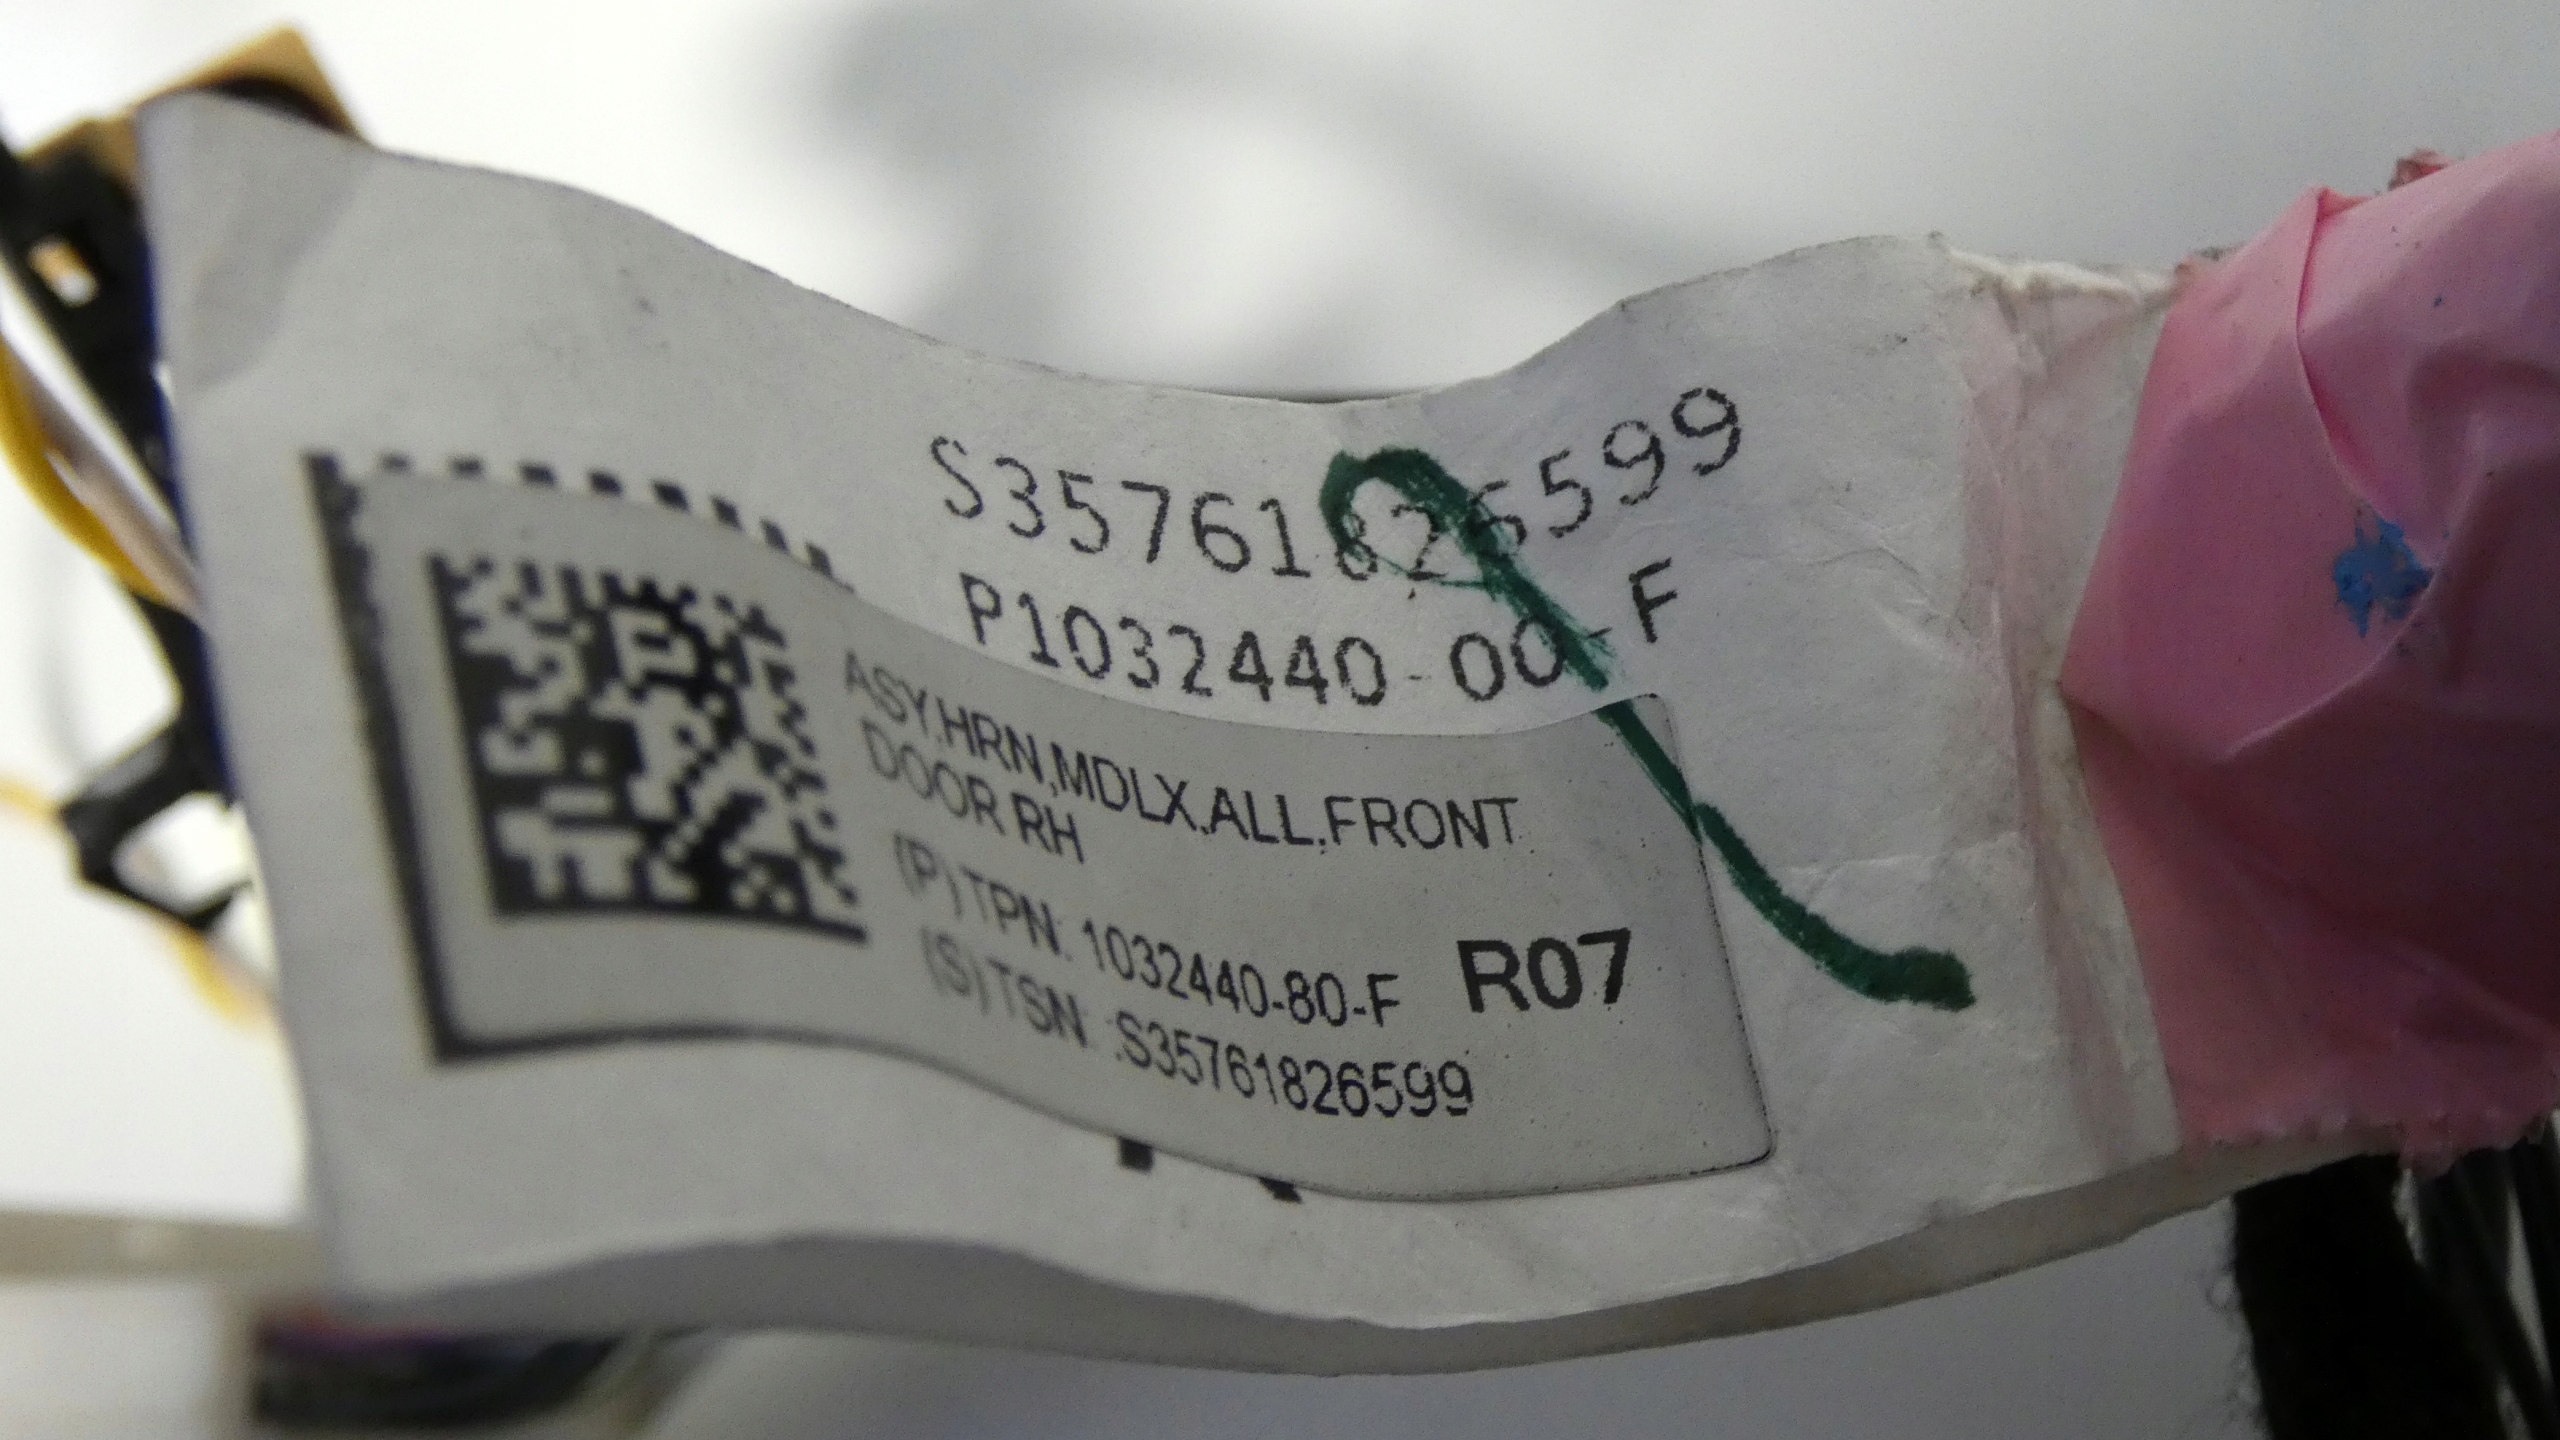 S35761826599
P1032440-00-F
ASY,HRN,MDLX,ALL,FRONT
DOOR RH
(P)TPN: 1032440-80-F R07
(S)TSN: S35761826599